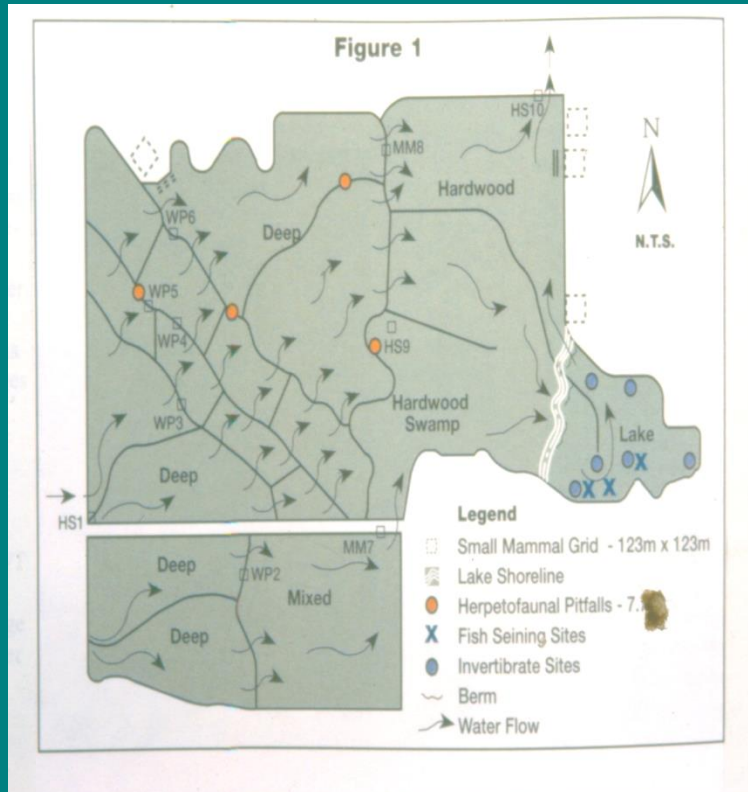 Figure 1
HS10
MM8
N
Hardwood
N.T.S.
WP6
Deep
WP5
WP4
HS9
WP3
Hardwood
Swamp
Lake
Deep
HS1
MM7
Legend
Small Mammal Grid - 123m x 123m
Lake Shoreline
Herpetofaunal Pitfalls - 7.
Fish Seining Sites
Invertibrate Sites
Berm
Water Flow
Deep
WP2
Mixed
Deep